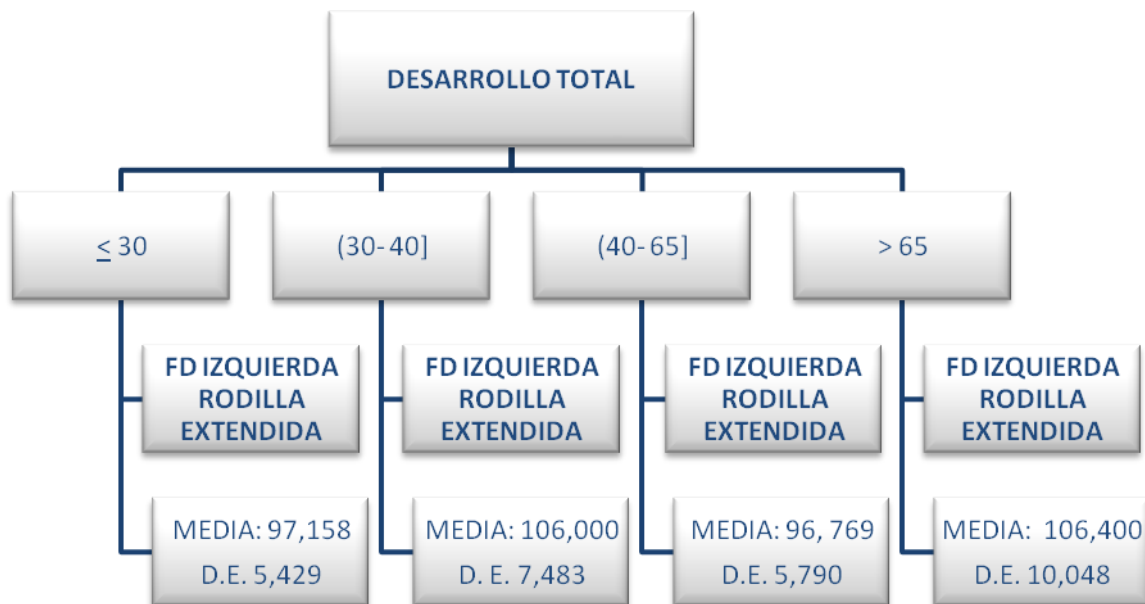 DESARROLLO TOTAL
≤ 30
(30- 40]
(40- 65]
> 65
FD IZQUIERDA
RODILLA
EXTENDIDA
FD IZQUIERDA
RODILLA
EXTENDIDA
FD IZQUIERDA
RODILLA
EXTENDIDA
FD IZQUIERDA
RODILLA
EXTENDIDA
MEDIA: 97,158
D.E. 5,429
MEDIA: 106,000
D. E. 7,483
MEDIA: 96, 769
D.E. 5,790
MEDIA: 106,400
D.E. 10,048